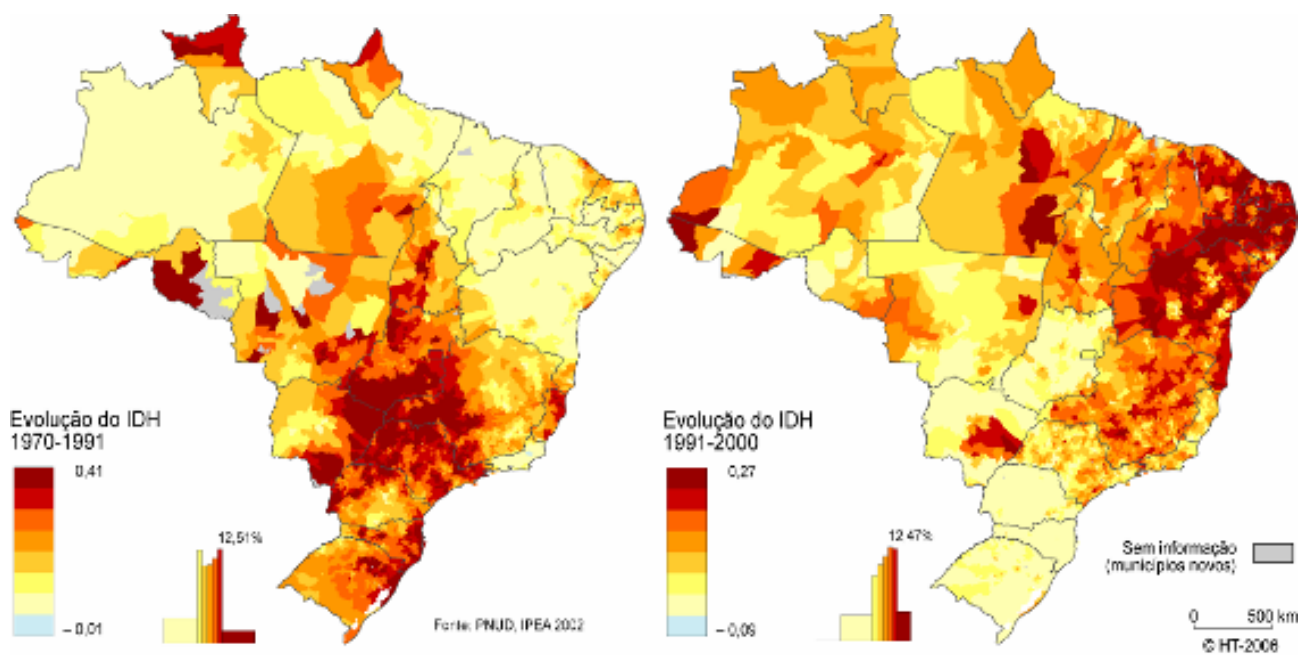 Evolução do IDH
1970-1991
0,41
– 0,01
12,51%
Fonte: PNUD, IPEA 2002
Evolução do IDH
1991-2000
0,27
– 0,09
12 47%
Sem informação
(municípios novos)
0 500 km
© HT-2006